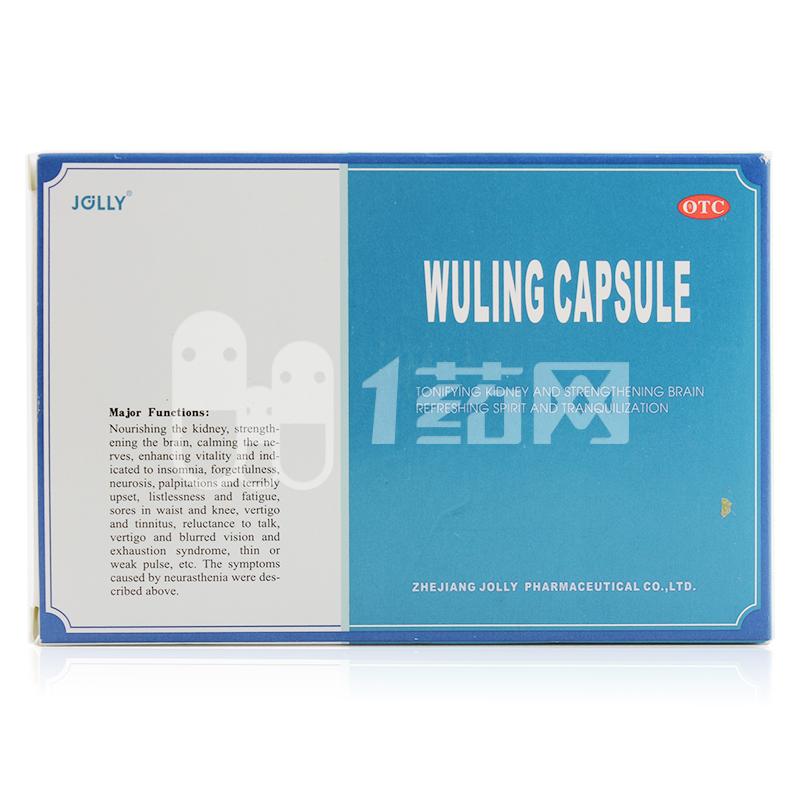 JOLLY®
OTC
WULING CAPSULE
TONIFYING KIDNEY AND STRENGTHENING BRAIN
REFRESHING SPIRIT AND TRANQUILIZATION
1药网
Major Functions:
Nourishing the kidney, strength-
ening the brain, calming the ne-
rves, enhancing vitality and ind-
icated to insomnia, forgetfulness,
neurosis, palpitations and terribly
upset, listlessness and fatigue,
sores in waist and knee, vertigo
and tinnitus, reluctance to talk,
vertigo and blurred vision and
exhaustion syndrome, thin or
weak pulse, etc. The symptoms
caused by neurasthenia were des-
cribed above.
ZHEJIANG JOLLY PHARMACEUTICAL CO.,LTD.